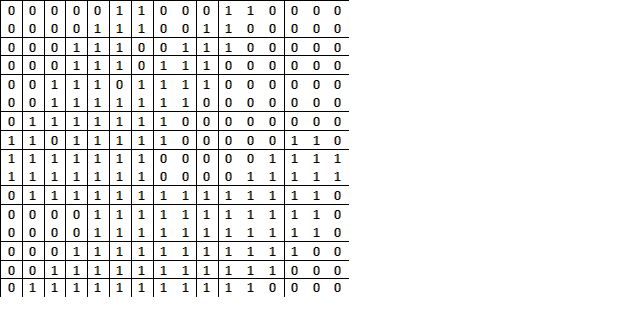 0 0 0 0 0 1 1 0 0 0 1 1 0 0 0 0
0 0 0 0 1 1 1 0 0 1 1 0 0 0 0 0
0 0 0 1 1 1 0 0 1 1 1 0 0 0 0 0
0 0 0 1 1 1 0 1 1 1 0 0 0 0 0 0
0 0 1 1 1 0 1 1 1 1 0 0 0 0 0 0
0 0 1 1 1 1 1 1 1 0 0 0 0 0 0 0
0 1 1 1 1 1 1 1 0 0 0 0 0 0 0 0
1 1 0 1 1 1 1 1 0 0 0 0 0 1 1 0
1 1 1 1 1 1 1 0 0 0 0 0 1 1 1 1
1 1 1 1 1 1 1 0 0 0 0 1 1 1 1 1
0 1 1 1 1 1 1 1 1 1 1 1 1 1 1 0
0 0 0 0 1 1 1 1 1 1 1 1 1 1 1 0
0 0 0 0 1 1 1 1 1 1 1 1 1 1 1 0
0 0 0 1 1 1 1 1 1 1 1 1 1 1 0 0
0 0 1 1 1 1 1 1 1 1 1 1 1 0 0 0
0 1 1 1 1 1 1 1 1 1 1 1 0 0 0 0